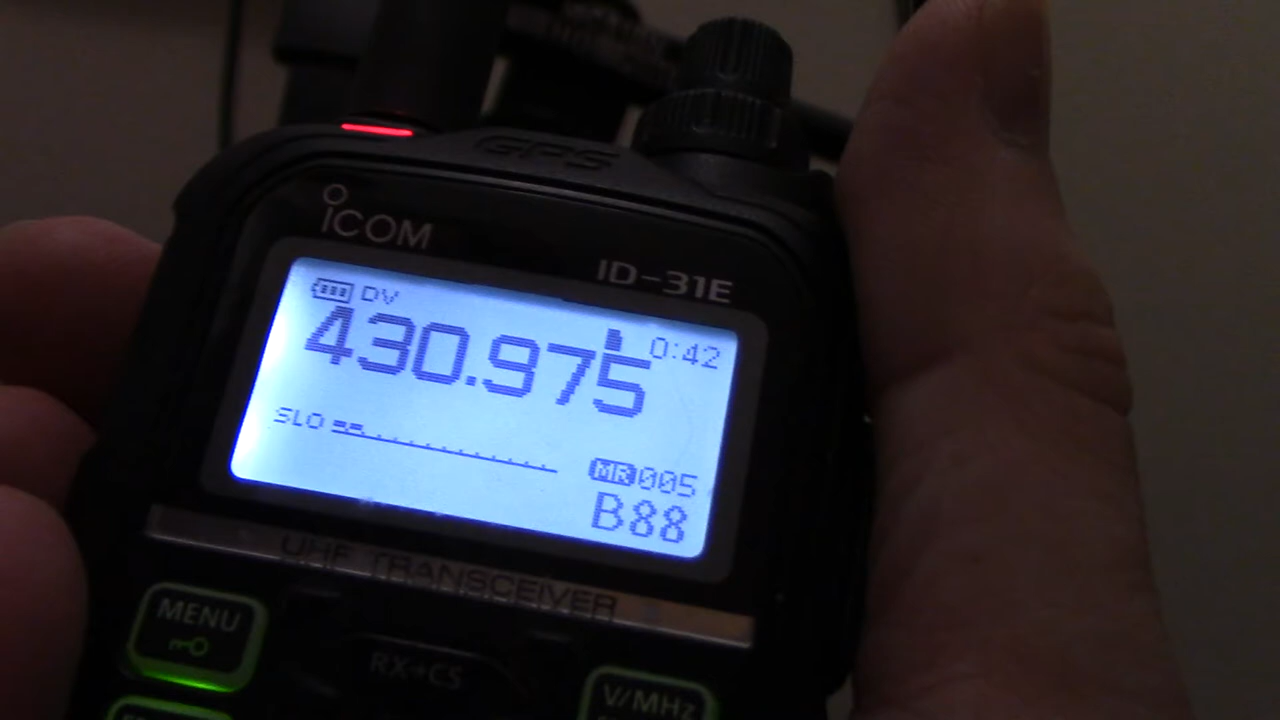 GPS
ICOM
ID-31E
DV
0:42
430.975
SLO
MR 005
B88
UHF TRANSCEIVER
MENU
RX→CS
V/MHz